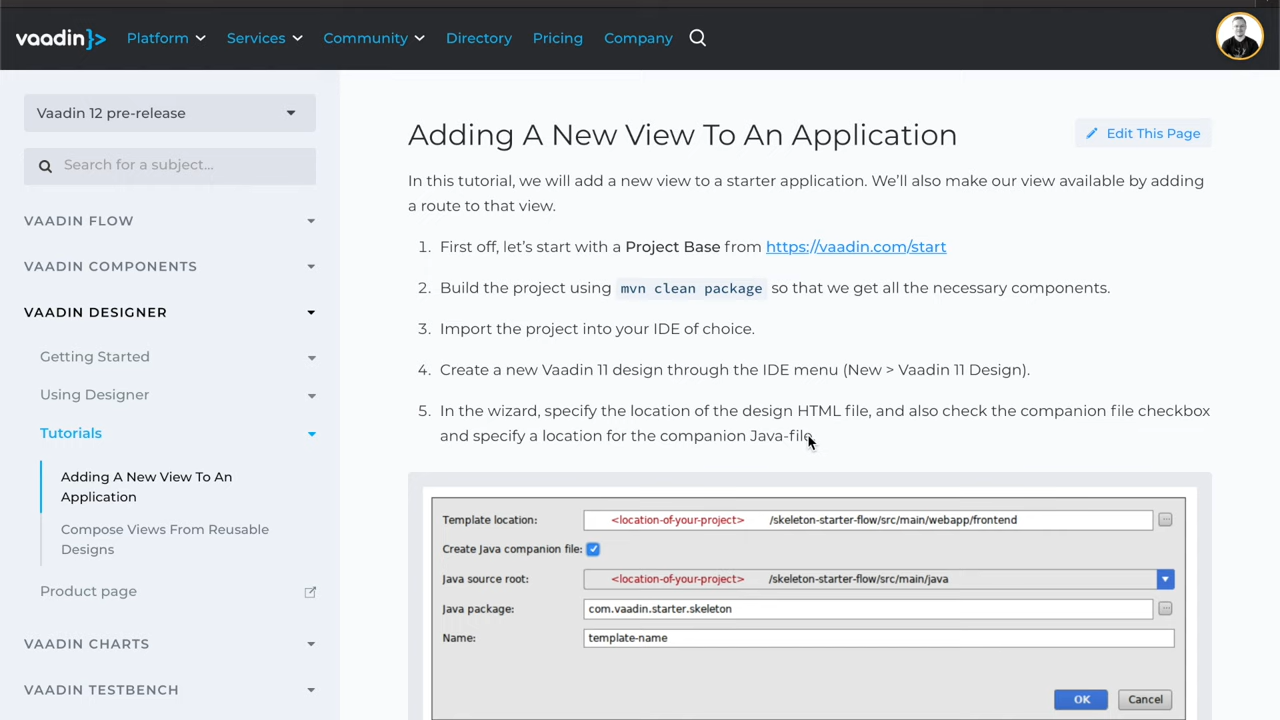 vaadin}>
Platform
Services
Community
Directory
Pricing
Company
Vaadin 12 pre-release
Search for a subject...
VAADIN FLOW
VAADIN COMPONENTS
VAADIN DESIGNER
Getting Started
Using Designer
Tutorials
Adding A New View To An
Application
Compose Views From Reusable
Designs
Product page
VAADIN CHARTS
VAADIN TESTBENCH
Adding A New View To An Application
Edit This Page
In this tutorial, we will add a new view to a starter application. We’ll also make our view available by adding
a route to that view.
1. First off, let’s start with a Project Base from https://vaadin.com/start
2. Build the project using mvn clean package so that we get all the necessary components.
3. Import the project into your IDE of choice.
4. Create a new Vaadin 11 design through the IDE menu (New > Vaadin 11 Design).
5. In the wizard, specify the location of the design HTML file, and also check the companion file checkbox
and specify a location for the companion Java-file.
Template location: <location-of-your-project> /skeleton-starter-flow/src/main/webapp/frontend
Create Java companion file:
Java source root: <location-of-your-project> /skeleton-starter-flow/src/main/java
Java package: com.vaadin.starter.skeleton
Name: template-name
OK Cancel